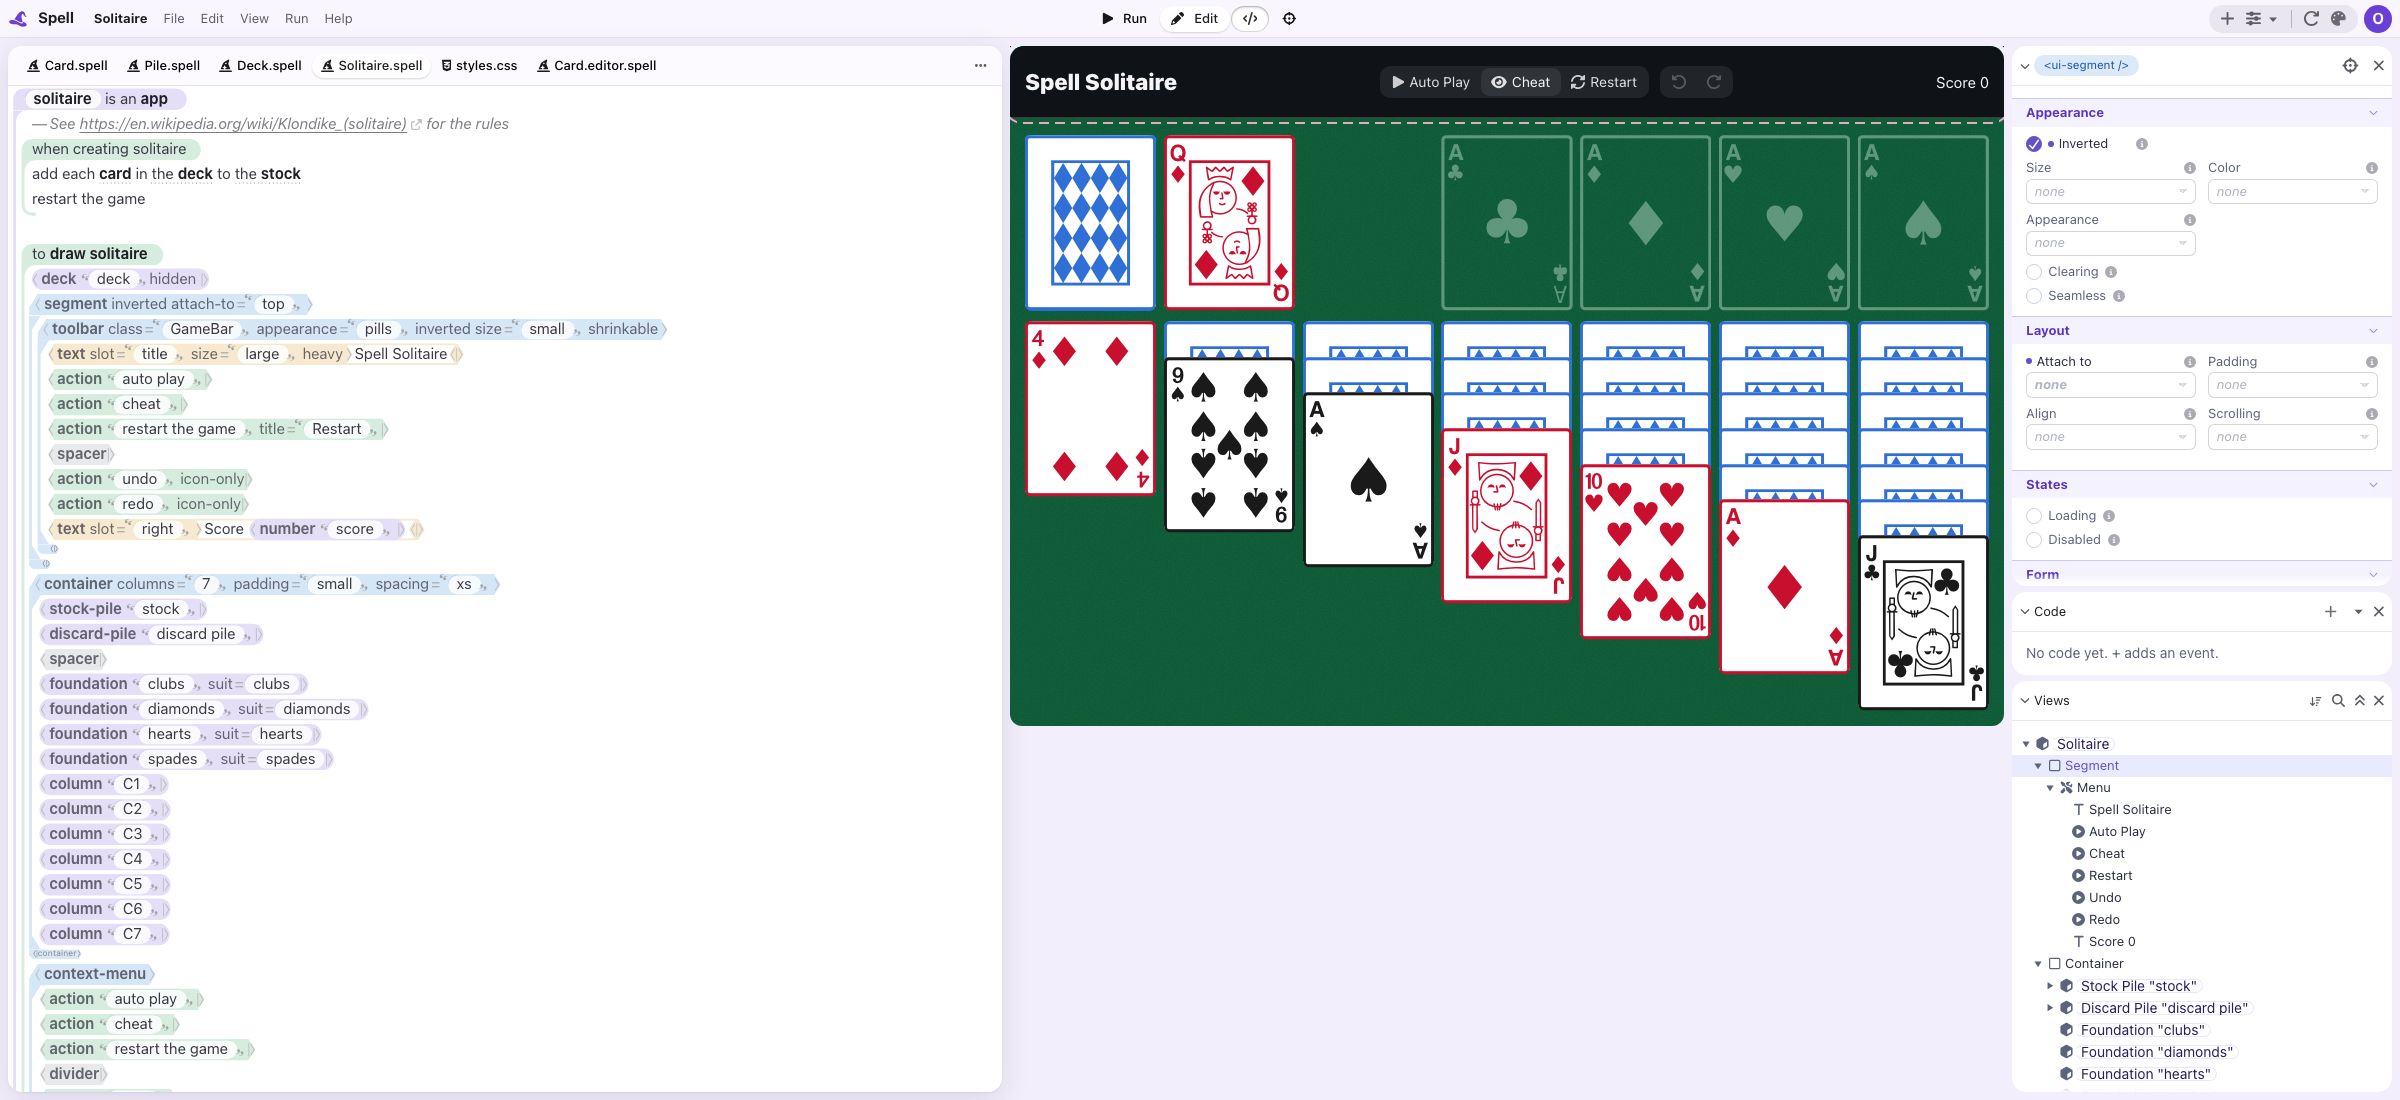 Spell Solitaire File Edit View Run Help
Run Edit </>
O
Card.spell Pile.spell Deck.spell Solitaire.spell styles.css Card.editor.spell
solitaire is an app
— See https://en.wikipedia.org/wiki/Klondike_(solitaire) for the rules
when creating solitaire
add each card in the deck to the stock
restart the game
to draw solitaire
deck “ deck ”, hidden
segment inverted attach-to=“ top ”
toolbar class=“ GameBar ”, appearance=“ pills ”, inverted size=“ small ”, shrinkable
text slot=“ title ”, size=“ large ”, heavy Spell Solitaire
action “ auto play ”
action “ cheat ”
action “ restart the game ”, title=“ Restart ”
spacer
action “ undo ”, icon-only
action “ redo ”, icon-only
text slot=“ right ” Score number “ score ”
container columns=“ 7 ”, padding=“ small ”, spacing=“ xs ”
stock-pile “ stock ”
discard-pile “ discard pile ”
spacer
foundation “ clubs ”, suit= clubs
foundation “ diamonds ”, suit= diamonds
foundation “ hearts ”, suit= hearts
foundation “ spades ”, suit= spades
column “ C1 ”
column “ C2 ”
column “ C3 ”
column “ C4 ”
column “ C5 ”
column “ C6 ”
column “ C7 ”
container
context-menu
action “ auto play ”
action “ cheat ”
action “ restart the game ”
divider
Spell Solitaire Auto Play Cheat Restart Score 0
Q A A A A
Q A A A A
4 9 A J 10 A J
4 9 A J 10 A J
<ui-segment />
Appearance
Inverted
Size Color
none none
Appearance
none
Clearing
Seamless
Layout
Attach to Padding
none none
Align Scrolling
none none
States
Loading
Disabled
Form
Code
No code yet. + adds an event.
Views
Solitaire
Segment
Menu
Spell Solitaire
Auto Play
Cheat
Restart
Undo
Redo
Score 0
Container
Stock Pile "stock"
Discard Pile "discard pile"
Foundation "clubs"
Foundation "diamonds"
Foundation "hearts"